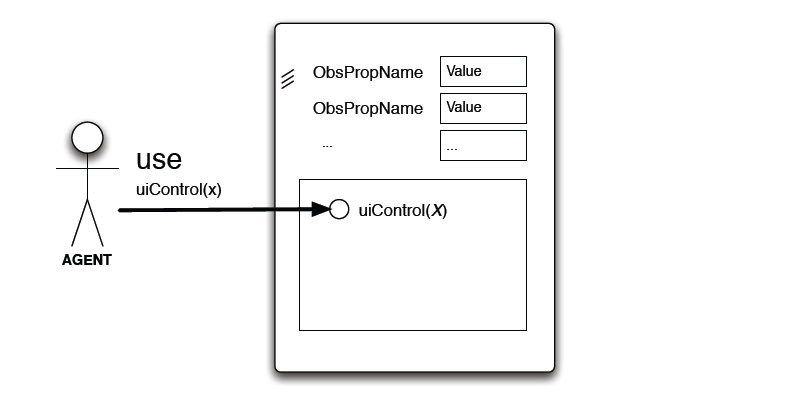 ObsPropName Value
ObsPropName Value
... ...
use
uiControl(x)
uiControl(X)
AGENT